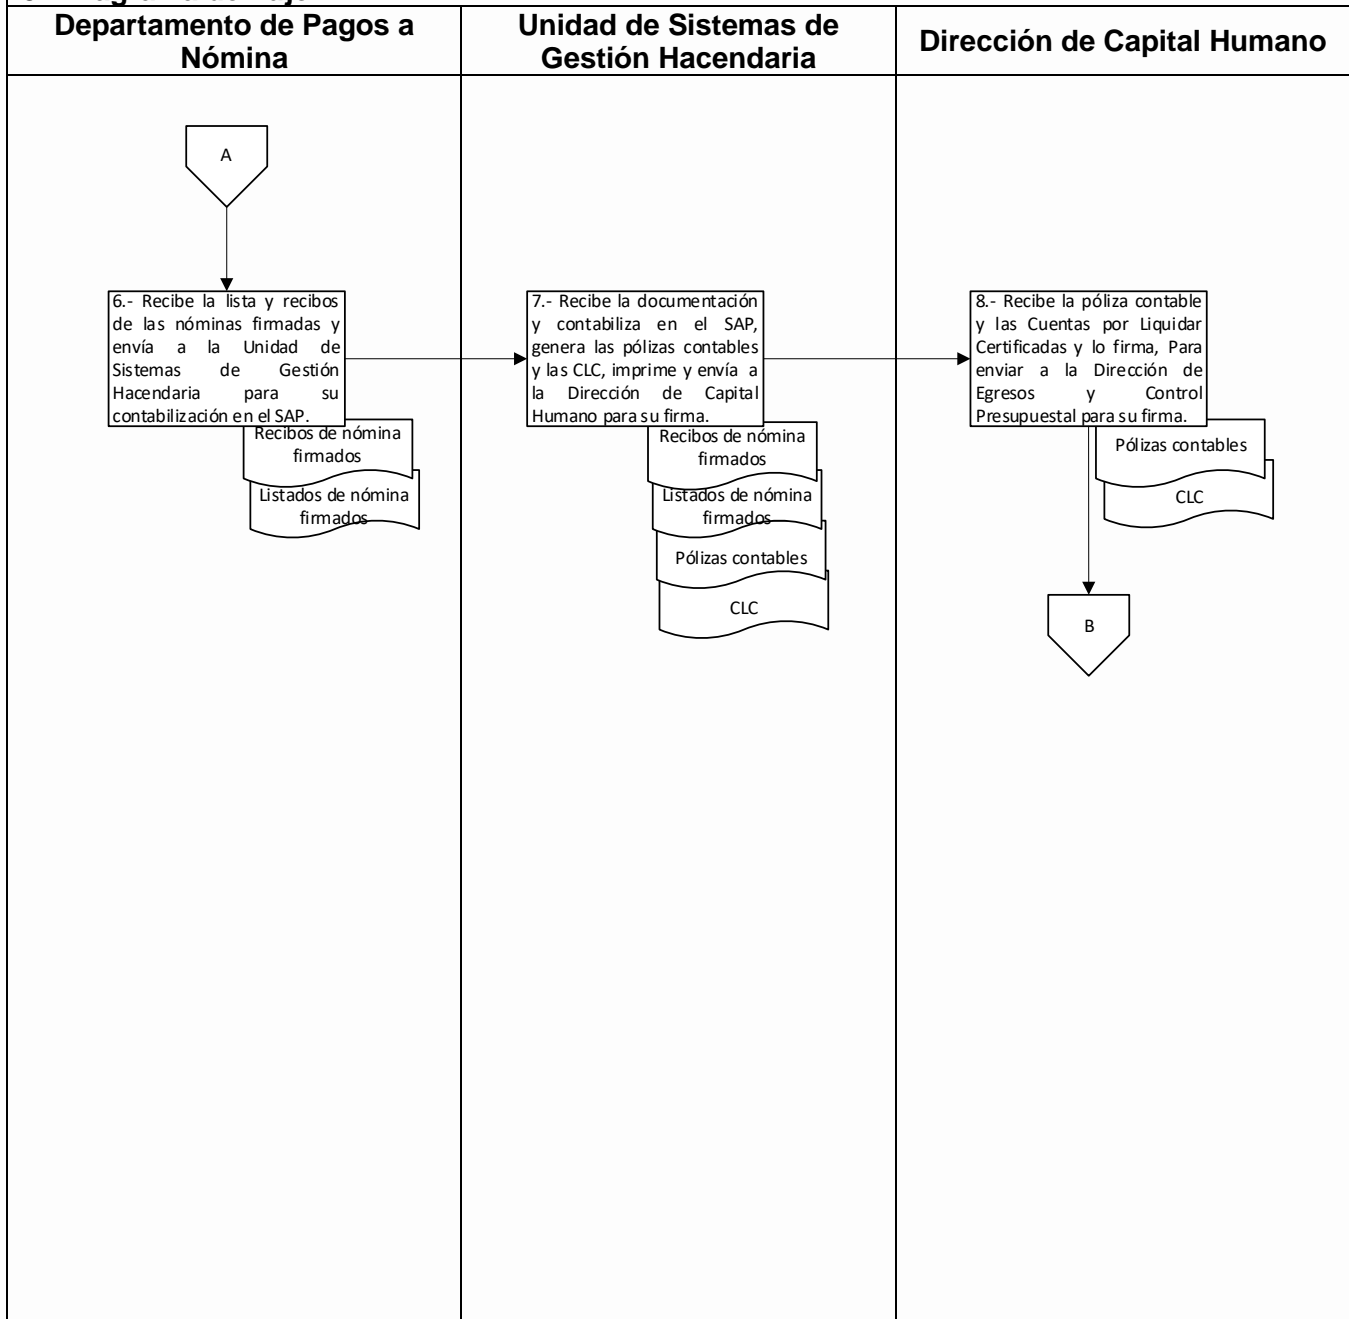 Departamento de Pagos a
Nómina
Unidad de Sistemas de
Gestión Hacendaria
Dirección de Capital Humano
A
6.- Recibe la lista y recibos
de las nóminas firmadas y
envía a la Unidad de
Sistemas de Gestión
Hacendaria para su
contabilización en el SAP.
Recibos de nómina
firmados
Listados de nómina
firmados
7.- Recibe la documentación
y contabiliza en el SAP,
genera las pólizas contables
y las CLC, imprime y envía a
la Dirección de Capital
Humano para su firma.
Recibos de nómina
firmados
Listados de nómina
firmados
Pólizas contables
CLC
8.- Recibe la póliza contable
y las Cuentas por Liquidar
Certificadas y lo firma, Para
enviar a la Dirección de
Egresos y Control
Presupuestal para su firma.
Pólizas contables
CLC
B